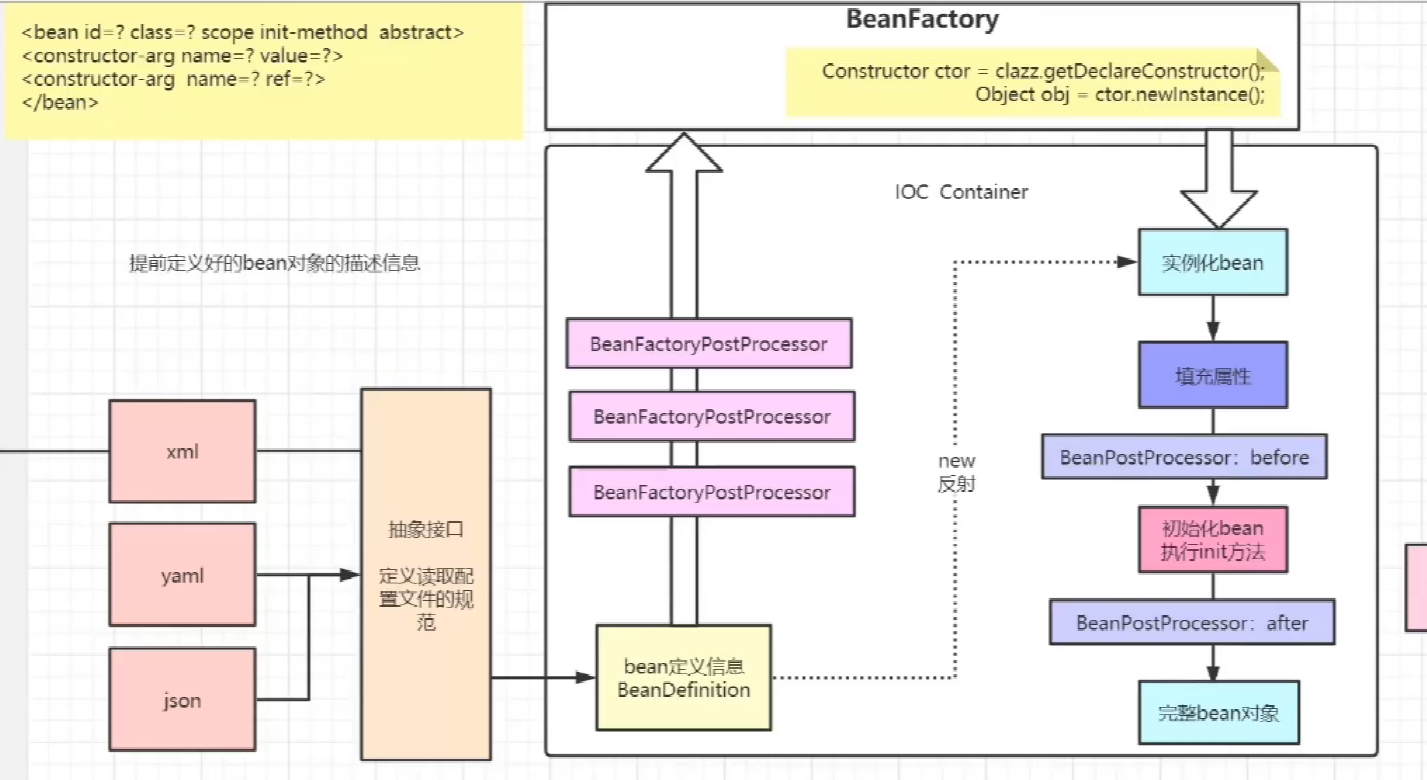 <bean id=? class=? scope init-method  abstract>
<constructor-arg name=? value=?>
<constructor-arg  name=? ref=?>
</bean>
BeanFactory
Constructor ctor = clazz.getDeclareConstructor();
Object obj = ctor.newInstance();
IOC  Container
提前定义好的bean对象的描述信息
xml
yaml
json
抽象接口
定义读取配
置文件的规
范
BeanFactoryPostProcessor
BeanFactoryPostProcessor
BeanFactoryPostProcessor
bean定义信息
BeanDefinition
new
反射
实例化bean
填充属性
BeanPostProcessor：before
初始化bean
执行init方法
BeanPostProcessor：after
完整bean对象